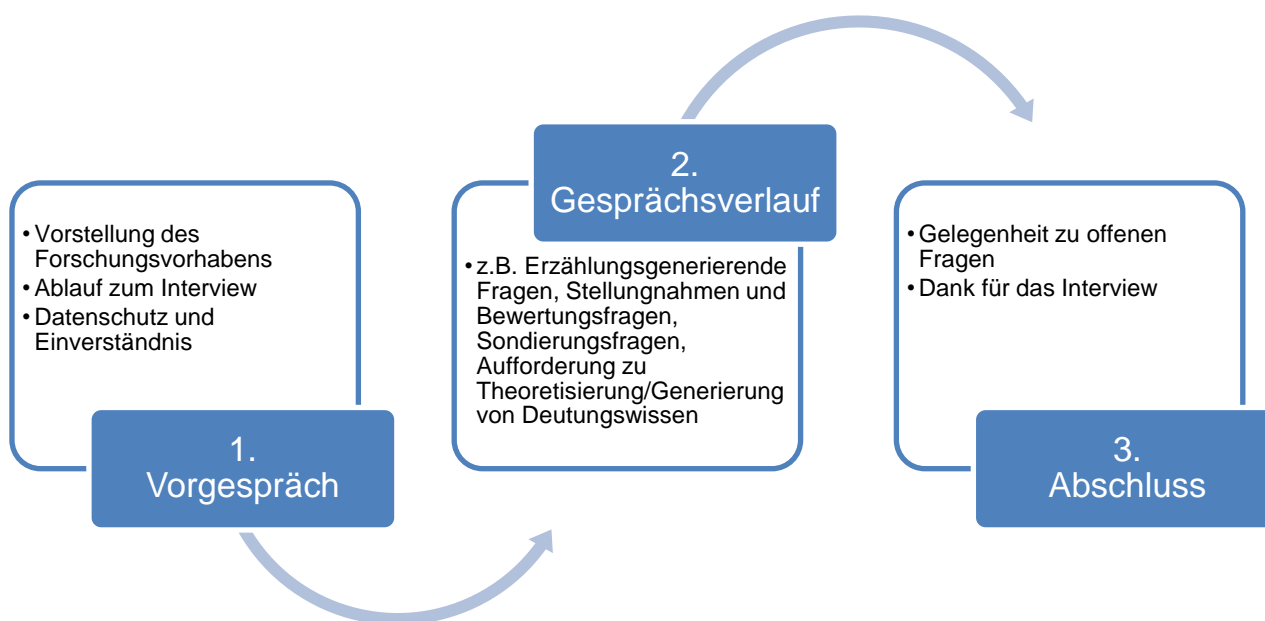 • Vorstellung des
Forschungsvorhabens
• Ablauf zum Interview
• Datenschutz und
Einverständnis
1.
Vorgespräch
2.
Gesprächsverlauf
• z.B. Erzählungsgenerierende
Fragen, Stellungnahmen und
Bewertungsfragen,
Sondierungsfragen,
Aufforderung zu
Theoretisierung/Generierung
von Deutungswissen
• Gelegenheit zu offenen
Fragen
• Dank für das Interview
3.
Abschluss